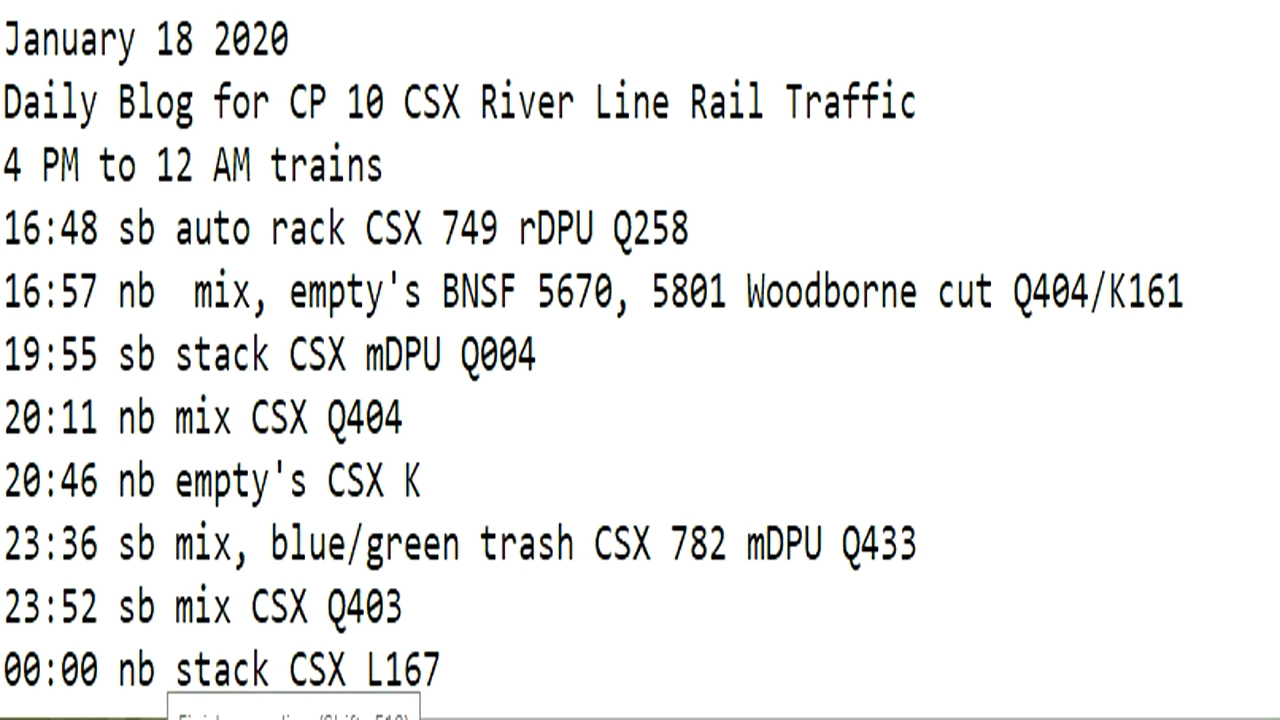 January 18 2020
Daily Blog for CP 10 CSX River Line Rail Traffic
4 PM to 12 AM trains
16:48 sb auto rack CSX 749 rDPU Q258
16:57 nb  mix, empty's BNSF 5670, 5801 Woodborne cut Q404/K161
19:55 sb stack CSX mDPU Q004
20:11 nb mix CSX Q404
20:46 nb empty's CSX K
23:36 sb mix, blue/green trash CSX 782 mDPU Q433
23:52 sb mix CSX Q403
00:00 nb stack CSX L167